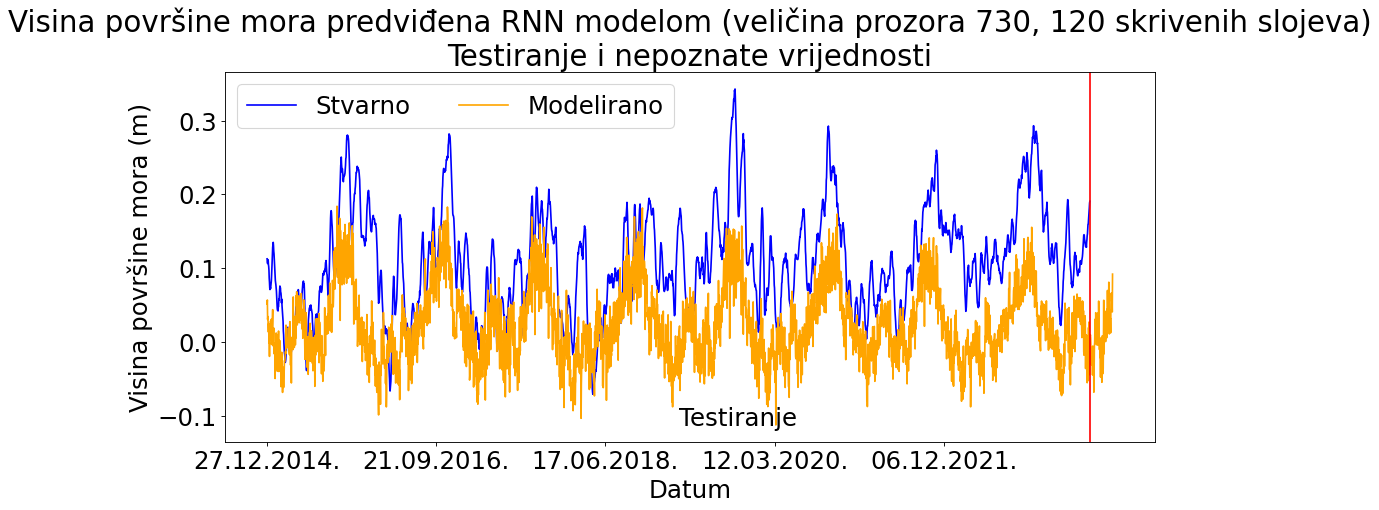 Visina površine mora predviđena RNN modelom (veličina prozora 730, 120 skrivenih slojeva)
Testiranje i nepoznate vrijednosti
Stvarno Modelirano
Visina površine mora (m)
0.3
0.2
0.1
0.0
−0.1
Testiranje
27.12.2014. 21.09.2016. 17.06.2018. 12.03.2020. 06.12.2021.
Datum